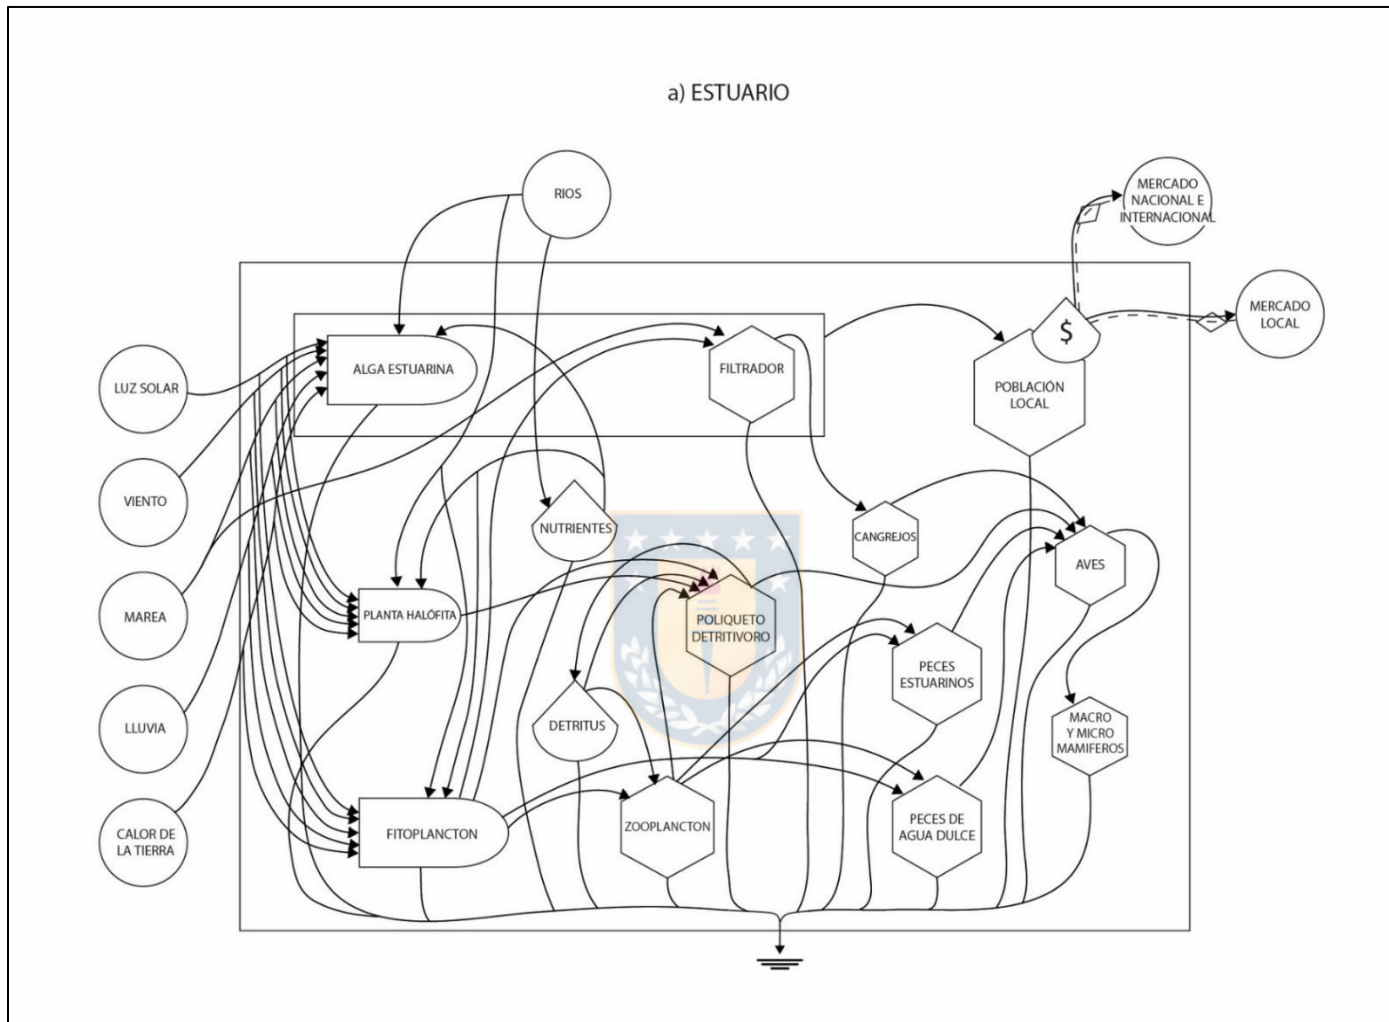 a) ESTUARIO
RIOS
MERCADO
NACIONAL E
INTERNACIONAL
MERCADO
LOCAL
$
LUZ SOLAR
ALGA ESTUARINA
FILTRADOR
POBLACIÓN
LOCAL
VIENTO
NUTRIENTES
CANGREJOS
AVES
MAREA
PLANTA HALÓFITA
POLIQUETO
DETRITIVORO
PECES
ESTUARINOS
LLUVIA
DETRITUS
MACRO
Y MICRO
MAMIFEROS
CALOR DE
LA TIERRA
FITOPLANCTON
ZOOPLANCTON
PECES DE
AGUA DULCE